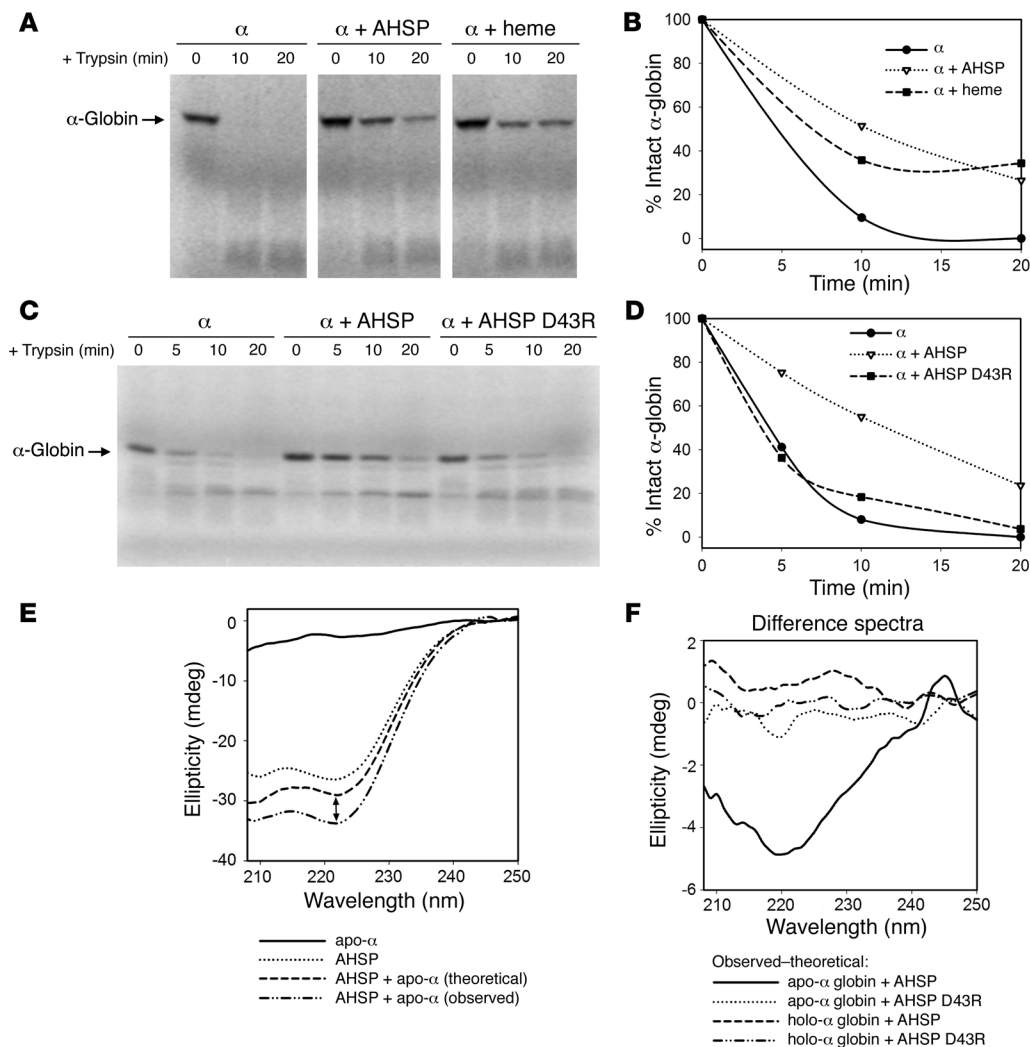 A
α
α + AHSP
α + heme
+ Trypsin (min)
0 10 20 0 10 20 0 10 20
α-Globin
B
% Intact α-globin
100
80
60
40
20
0
α
α + AHSP
α + heme
0 5 10 15 20
Time (min)
C
α
α + AHSP
α + AHSP D43R
+ Trypsin (min)
0 5 10 20 0 5 10 20 0 5 10 20
α-Globin
D
% Intact α-globin
100
80
60
40
20
0
α
α + AHSP
α + AHSP D43R
0 5 10 15 20
Time (min)
E
Ellipticity (mdeg)
0
-10
-20
-30
-40
210 220 230 240 250
Wavelength (nm)
apo-α
AHSP
AHSP + apo-α (theoretical)
AHSP + apo-α (observed)
F
Difference spectra
Ellipticity (mdeg)
2
0
-2
-4
-6
210 220 230 240 250
Wavelength (nm)
Observed–theoretical:
apo-α globin + AHSP
apo-α globin + AHSP D43R
holo-α globin + AHSP
holo-α globin + AHSP D43R